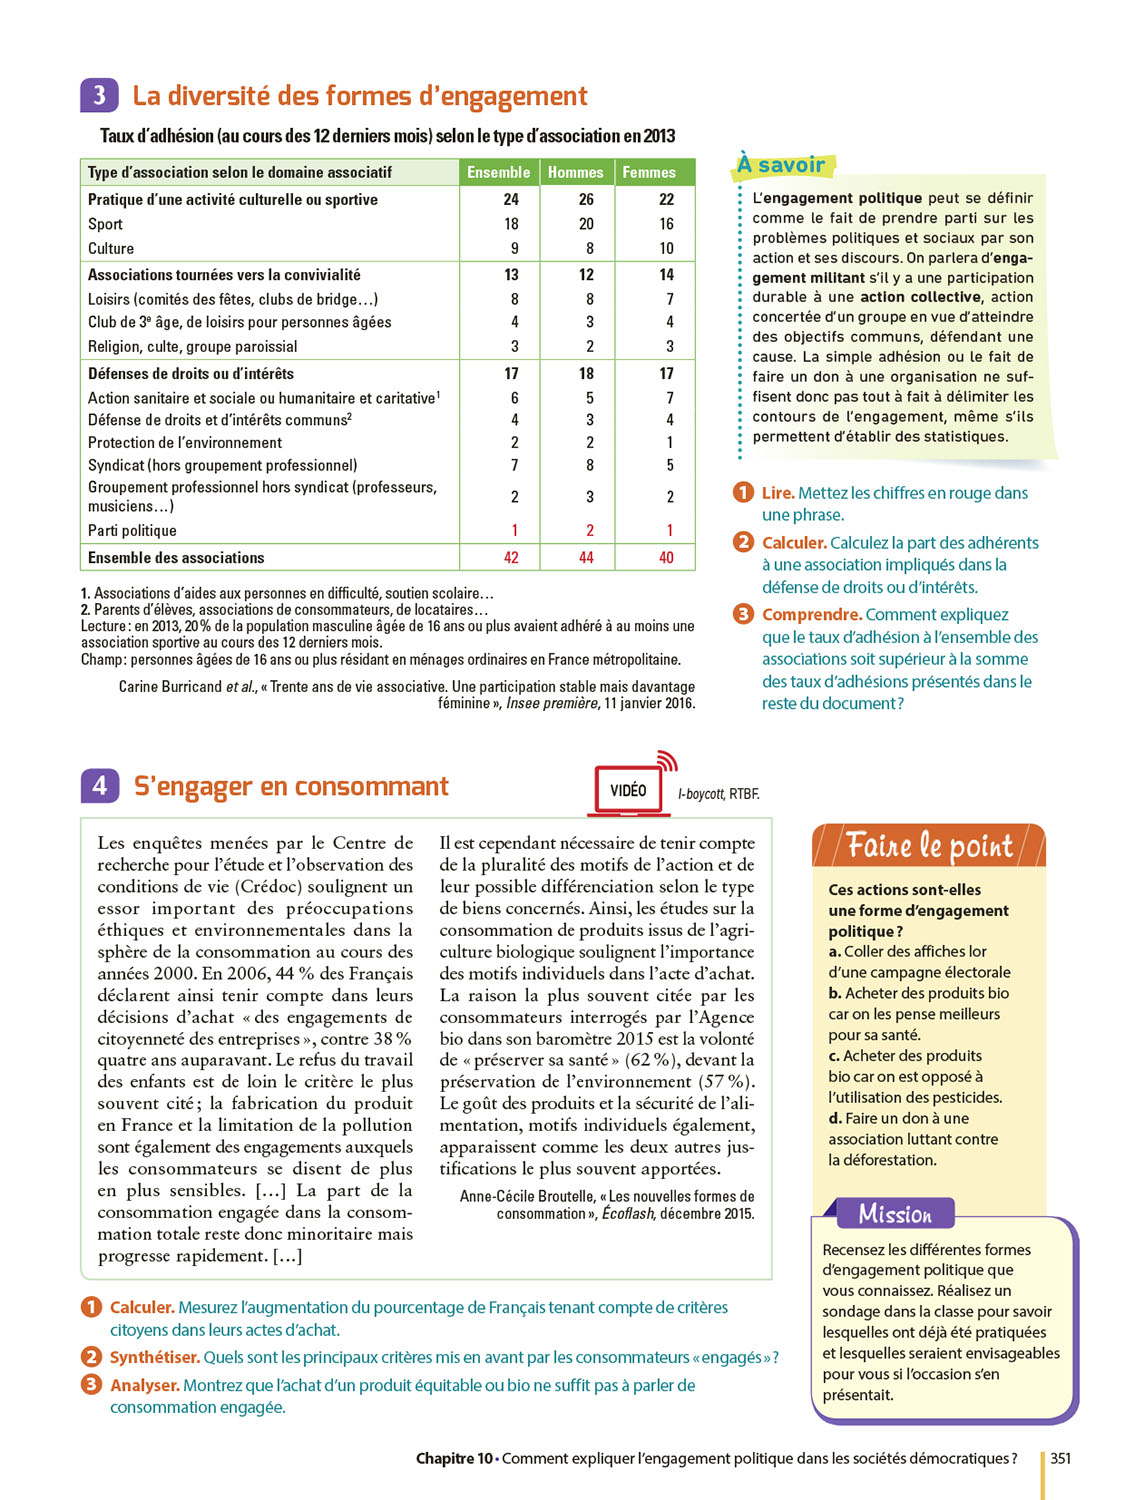 3 La diversité des formes d’engagement
Taux d’adhésion (au cours des 12 derniers mois) selon le type d’association en 2013
Type d’association selon le domaine associatif Ensemble Hommes Femmes
Pratique d’une activité culturelle ou sportive 24 26 22
Sport 18 20 16
Culture 9 8 10
Associations tournées vers la convivialité 13 12 14
Loisirs (comités des fêtes, clubs de bridge…) 8 8 7
Club de 3e âge, de loisirs pour personnes âgées 4 3 4
Religion, culte, groupe paroissial 3 2 3
Défenses de droits ou d’intérêts 17 18 17
Action sanitaire et sociale ou humanitaire et caritative1 6 5 7
Défense de droits et d’intérêts communs2 4 3 4
Protection de l’environnement 2 2 1
Syndicat (hors groupement professionnel) 7 8 5
Groupement professionnel hors syndicat (professeurs,
musiciens…) 2 3 2
Parti politique 1 2 1
Ensemble des associations 42 44 40
1. Associations d’aides aux personnes en difficulté, soutien scolaire…
2. Parents d’élèves, associations de consommateurs, de locataires…
Lecture : en 2013, 20 % de la population masculine âgée de 16 ans ou plus avaient adhéré à au moins une
association sportive au cours des 12 derniers mois.
Champ : personnes âgées de 16 ans ou plus résidant en ménages ordinaires en France métropolitaine.
Carine Burricand et al., « Trente ans de vie associative. Une participation stable mais davantage
féminine », Insee première, 11 janvier 2016.
À savoir
L’engagement politique peut se définir
comme le fait de prendre parti sur les
problèmes politiques et sociaux par son
action et ses discours. On parlera d’enga-
gement militant s’il y a une participation
durable à une action collective, action
concertée d’un groupe en vue d’atteindre
des objectifs communs, défendant une
cause. La simple adhésion ou le fait de
faire un don à une organisation ne suf-
fisent donc pas tout à fait à délimiter les
contours de l’engagement, même s’ils
permettent d’établir des statistiques.
1 Lire. Mettez les chiffres en rouge dans
une phrase.
2 Calculer. Calculez la part des adhérents
à une association impliqués dans la
défense de droits ou d’intérêts.
3 Comprendre. Comment expliquez
que le taux d’adhésion à l’ensemble des
associations soit supérieur à la somme
des taux d’adhésions présentés dans le
reste du document ?
4 S’engager en consommant
VIDÉO
I-boycott, RTBF.
Les enquêtes menées par le Centre de
recherche pour l’étude et l’observation des
conditions de vie (Crédoc) soulignent un
essor important des préoccupations
éthiques et environnementales dans la
sphère de la consommation au cours des
années 2000. En 2006, 44 % des Français
déclarent ainsi tenir compte dans leurs
décisions d’achat « des engagements de
citoyenneté des entreprises », contre 38 %
quatre ans auparavant. Le refus du travail
des enfants est de loin le critère le plus
souvent cité ; la fabrication du produit
en France et la limitation de la pollution
sont également des engagements auxquels
les consommateurs se disent de plus
en plus sensibles. […] La part de la
consommation engagée dans la consom-
mation totale reste donc minoritaire mais
progresse rapidement. […]
Il est cependant nécessaire de tenir compte
de la pluralité des motifs de l’action et de
leur possible différenciation selon le type
de biens concernés. Ainsi, les études sur la
consommation de produits issus de l’agri-
culture biologique soulignent l’importance
des motifs individuels dans l’acte d’achat.
La raison la plus souvent citée par les
consommateurs interrogés par l’Agence
bio dans son baromètre 2015 est la volonté
de « préserver sa santé » (62 %), devant la
préservation de l’environnement (57 %).
Le goût des produits et la sécurité de l’ali-
mentation, motifs individuels également,
apparaissent comme les deux autres jus-
tifications le plus souvent apportées.
Anne-Cécile Broutelle, « Les nouvelles formes de
consommation », Écoflash, décembre 2015.
1 Calculer. Mesurez l’augmentation du pourcentage de Français tenant compte de critères
citoyens dans leurs actes d’achat.
2 Synthétiser. Quels sont les principaux critères mis en avant par les consommateurs « engagés » ?
3 Analyser. Montrez que l’achat d’un produit équitable ou bio ne suffit pas à parler de
consommation engagée.
Faire le point
Ces actions sont-elles
une forme d’engagement
politique ?
a. Coller des affiches lor
d’une campagne électorale
b. Acheter des produits bio
car on les pense meilleurs
pour sa santé.
c. Acheter des produits
bio car on est opposé à
l’utilisation des pesticides.
d. Faire un don à une
association luttant contre
la déforestation.
Mission
Recensez les différentes formes
d’engagement politique que
vous connaissez. Réalisez un
sondage dans la classe pour savoir
lesquelles ont déjà été pratiquées
et lesquelles seraient envisageables
pour vous si l’occasion s’en
présentait.
Chapitre 10 • Comment expliquer l’engagement politique dans les sociétés démocratiques ? 351